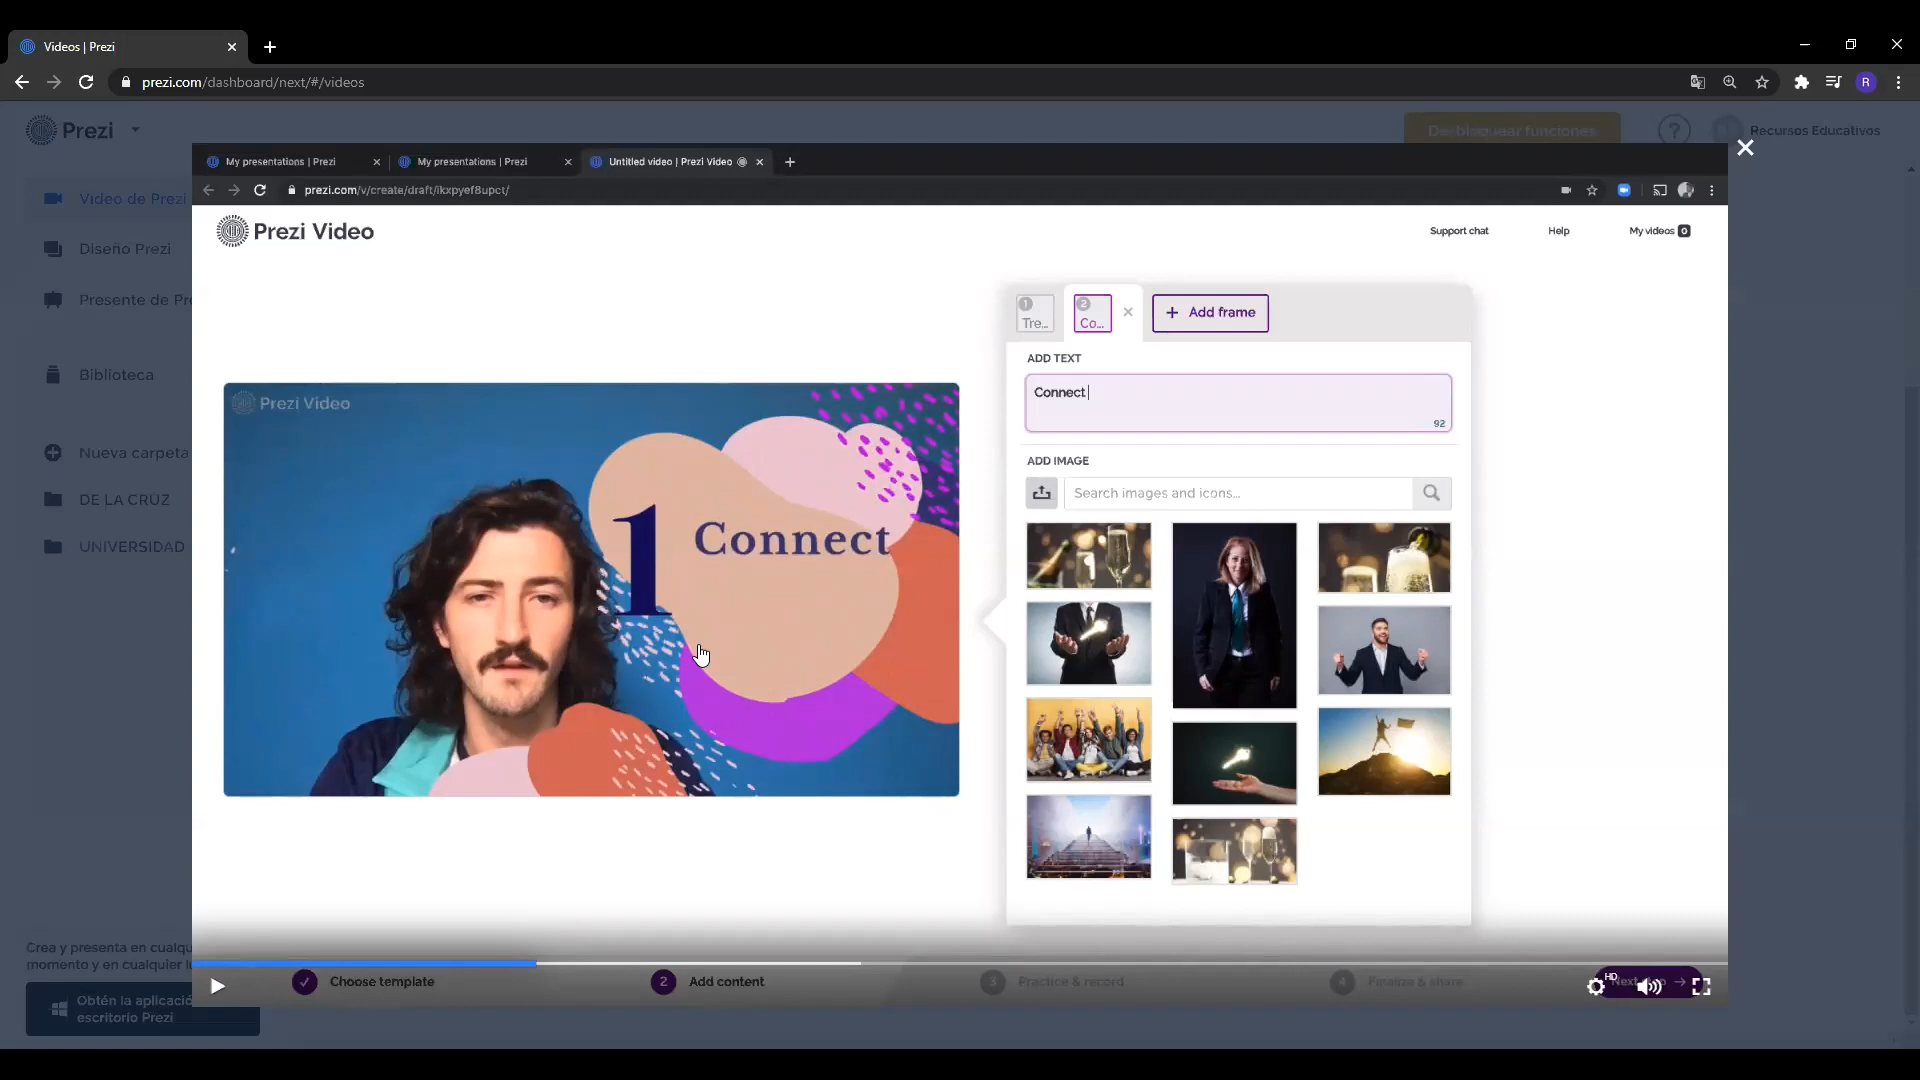 Videos | Prezi
prezi.com/dashboard/next/#/videos
R
Prezi
Desbloquear funciones
?
Recursos Educativos
My presentations | Prezi
My presentations | Prezi
Untitled video | Prezi Video
prezi.com/v/create/draft/ikxpyef8upct/
Video de Prezi
Diseño Prezi
Presente de Pr
Biblioteca
Nueva carpeta
DE LA CRUZ
UNIVERSIDAD
Prezi Video
Support chat
Help
My videos 0
1
Tre...
2
Co...
+ Add frame
ADD TEXT
Connect
92
ADD IMAGE
Search images and icons...
Prezi Video
1 Connect
Crea y presenta en cualqu
momento y en cualquier l
Obtén la aplicació
escritorio Prezi
Choose template
2 Add content
3 Practice & record
4 Finalize & share
HD